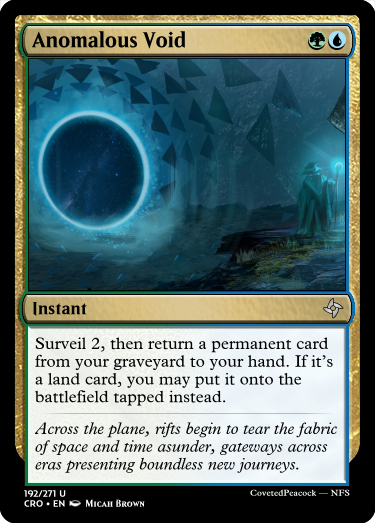 Anomalous Void
Instant
Surveil 2, then return a permanent card
from your graveyard to your hand. If it's
a land card, you may put it onto the
battlefield tapped instead.
Across the plane, rifts begin to tear the fabric
of space and time asunder, gateways across
eras presenting boundless new journeys.
192/271 U
CRO • EN Micah Brown
CovetedPeacock — NFS